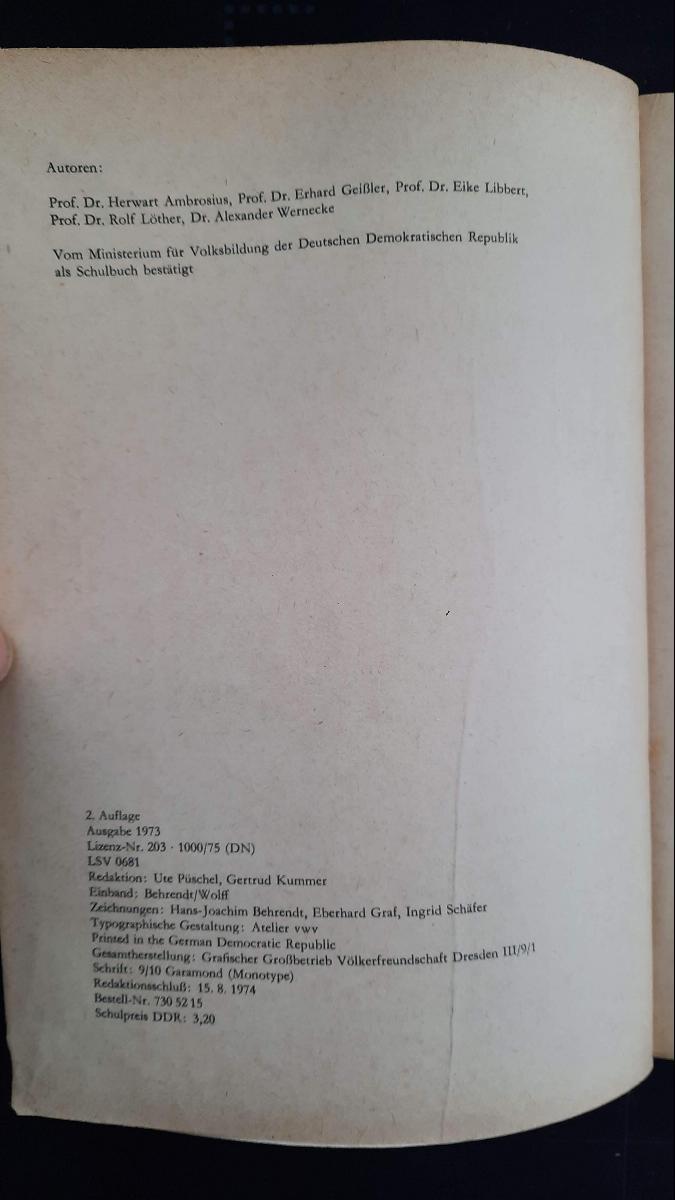 Autoren:
Prof. Dr. Herwart Ambrosius, Prof. Dr. Erhard Geißler, Prof. Dr. Eike Libbert,
Prof. Dr. Rolf Löther, Dr. Alexander Wernecke
Vom Ministerium für Volksbildung der Deutschen Demokratischen Republik
als Schulbuch bestätigt
2. Auflage
Ausgabe 1973
Lizenz-Nr. 203 · 1000/75 (DN)
LSV 0681
Redaktion: Ute Püschel, Gertrud Kummer
Einband: Behrendt/Wolff
Zeichnungen: Hans-Joachim Behrendt, Eberhard Graf, Ingrid Schäfer
Typographische Gestaltung: Atelier vwv
Printed in the German Democratic Republic
Gesamtherstellung: Grafischer Großbetrieb Völkerfreundschaft Dresden III/9/1
Schrift: 9/10 Garamond (Monotype)
Redaktionsschluß: 15. 8. 1974
Bestell-Nr. 730 52 15
Schulpreis DDR: 3,20